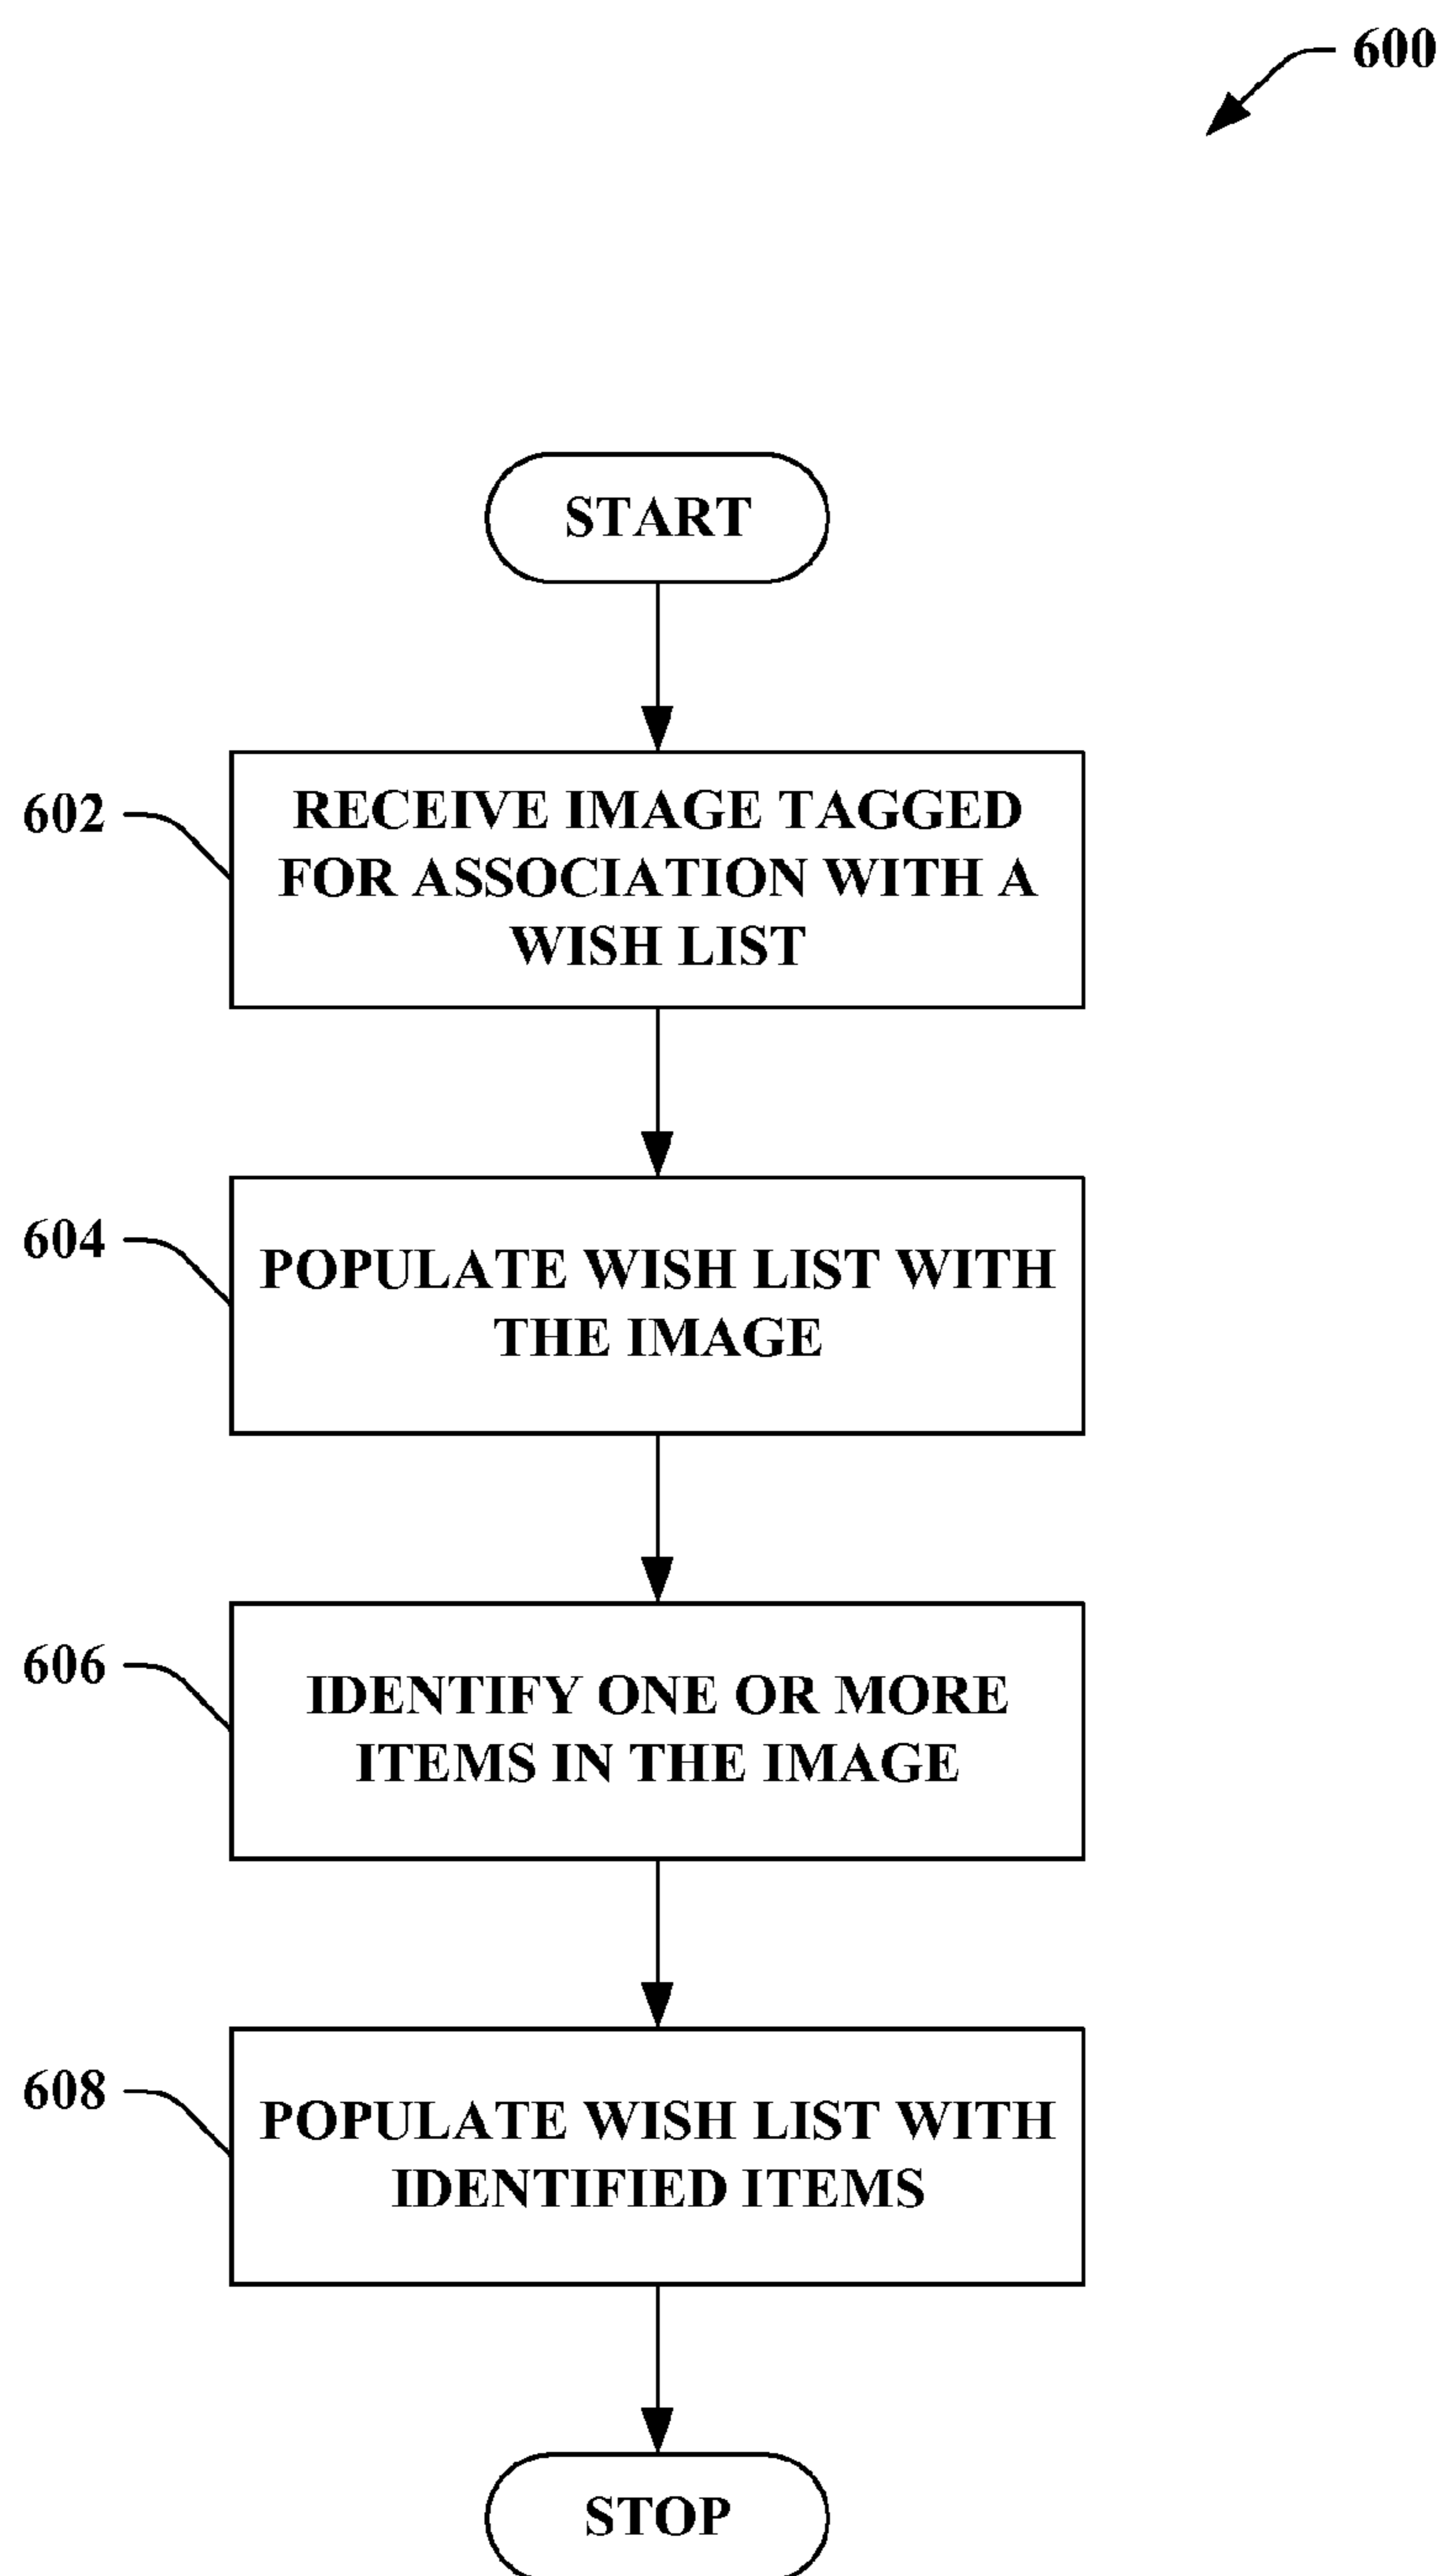 600
START
602
RECEIVE IMAGE TAGGED
FOR ASSOCIATION WITH A
WISH LIST
604
POPULATE WISH LIST WITH
THE IMAGE
606
IDENTIFY ONE OR MORE
ITEMS IN THE IMAGE
608
POPULATE WISH LIST WITH
IDENTIFIED ITEMS
STOP